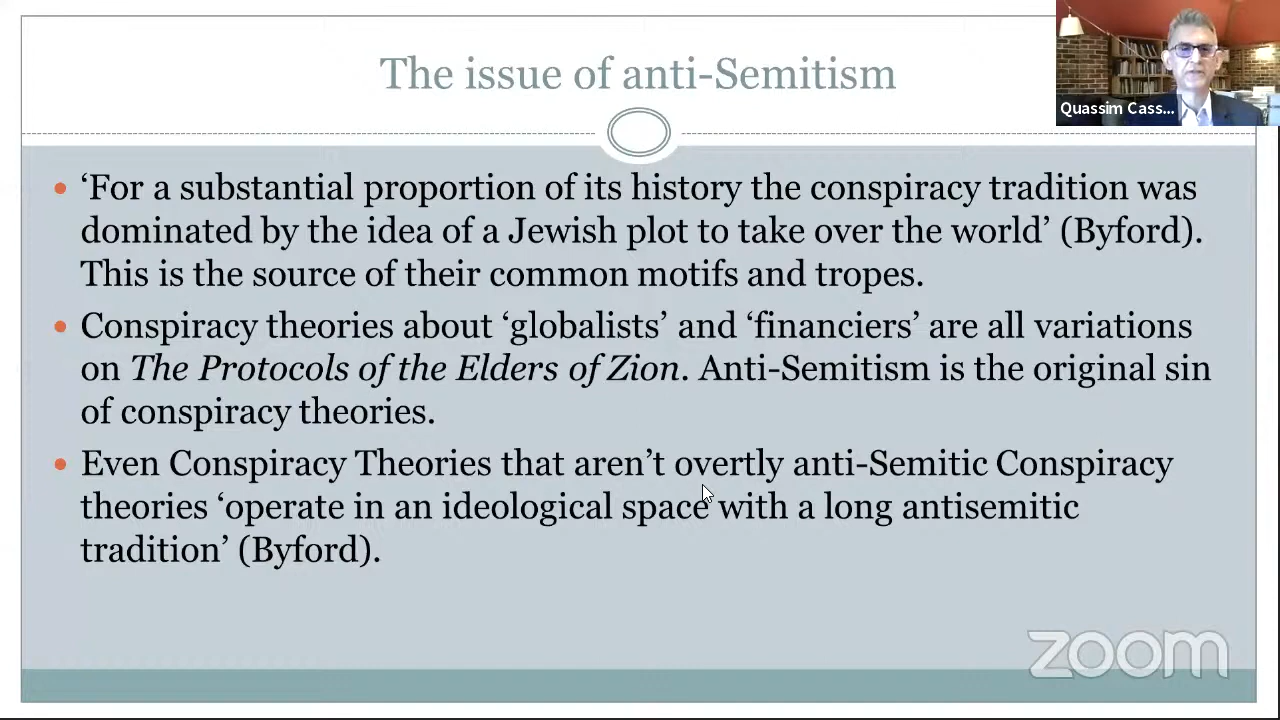 The issue of anti-Semitism
Quassim Cass...
• ‘For a substantial proportion of its history the conspiracy tradition was
dominated by the idea of a Jewish plot to take over the world’ (Byford).
This is the source of their common motifs and tropes.
• Conspiracy theories about ‘globalists’ and ‘financiers’ are all variations
on The Protocols of the Elders of Zion. Anti-Semitism is the original sin
of conspiracy theories.
• Even Conspiracy Theories that aren’t overtly anti-Semitic Conspiracy
theories ‘operate in an ideological space with a long antisemitic
tradition’ (Byford).
zoom